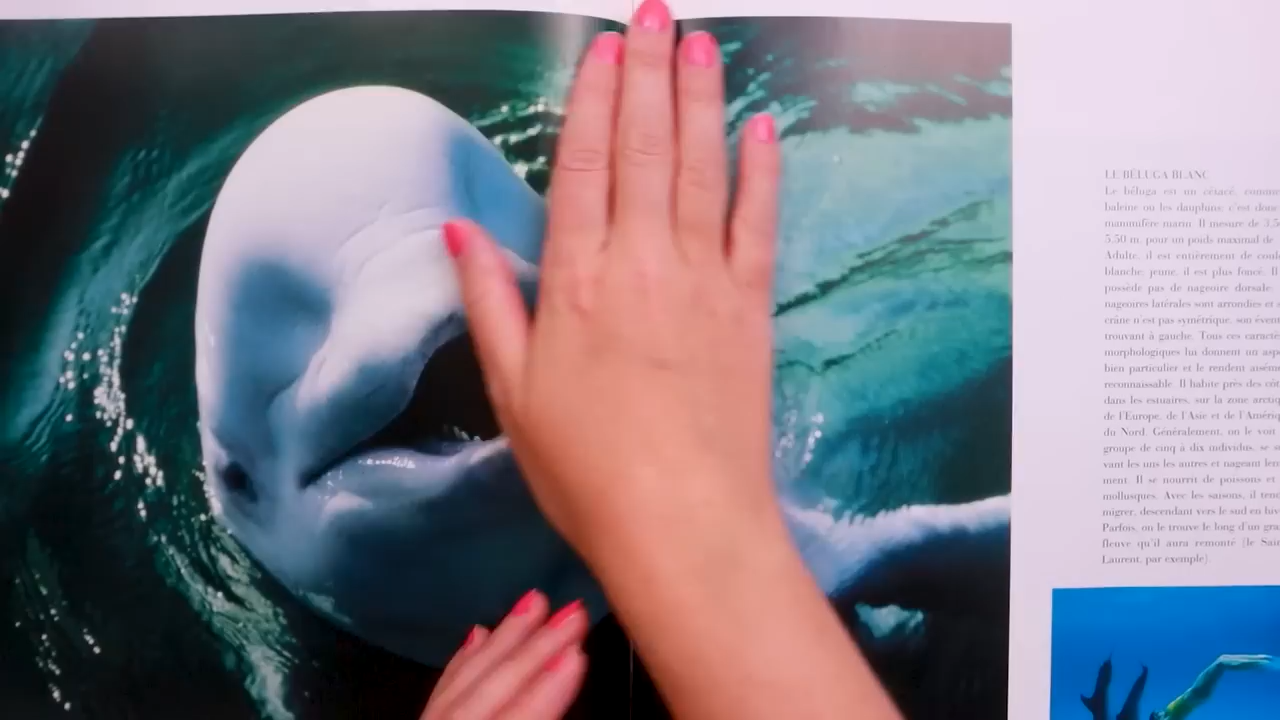 LE BÉLUGA BLANC
Le béluga est un cétacé, comme
baleine ou les dauphins: c'est donc
mammifère marin. Il mesure de 3,5
5,50 m, pour un poids maximal de
Adulte, il est entièrement de coul
blanche; jeune, il est plus foncé. Il
possède pas de nageoire dorsale,
nageoires latérales sont arrondies et
crâne n'est pas symétrique, son éven
trouvant à gauche. Tous ces caract
morphologiques lui donnent un asp
bien particulier et le rendent aisém
reconnaissable. Il habite près des côt
dans les estuaires, sur la zone arctiq
de l'Europe, de l'Asie et de l'Amériq
du Nord. Généralement, on le voit
groupe de cinq à dix individus, se s
vant les uns les autres et nageant len
ment. Il se nourrit de poissons et
mollusques. Avec les saisons, il tend
migrer, descendant vers le sud en hiv
Parfois, on le trouve le long d'un gra
fleuve qu'il aura remonté (le Sain
Laurent, par exemple).